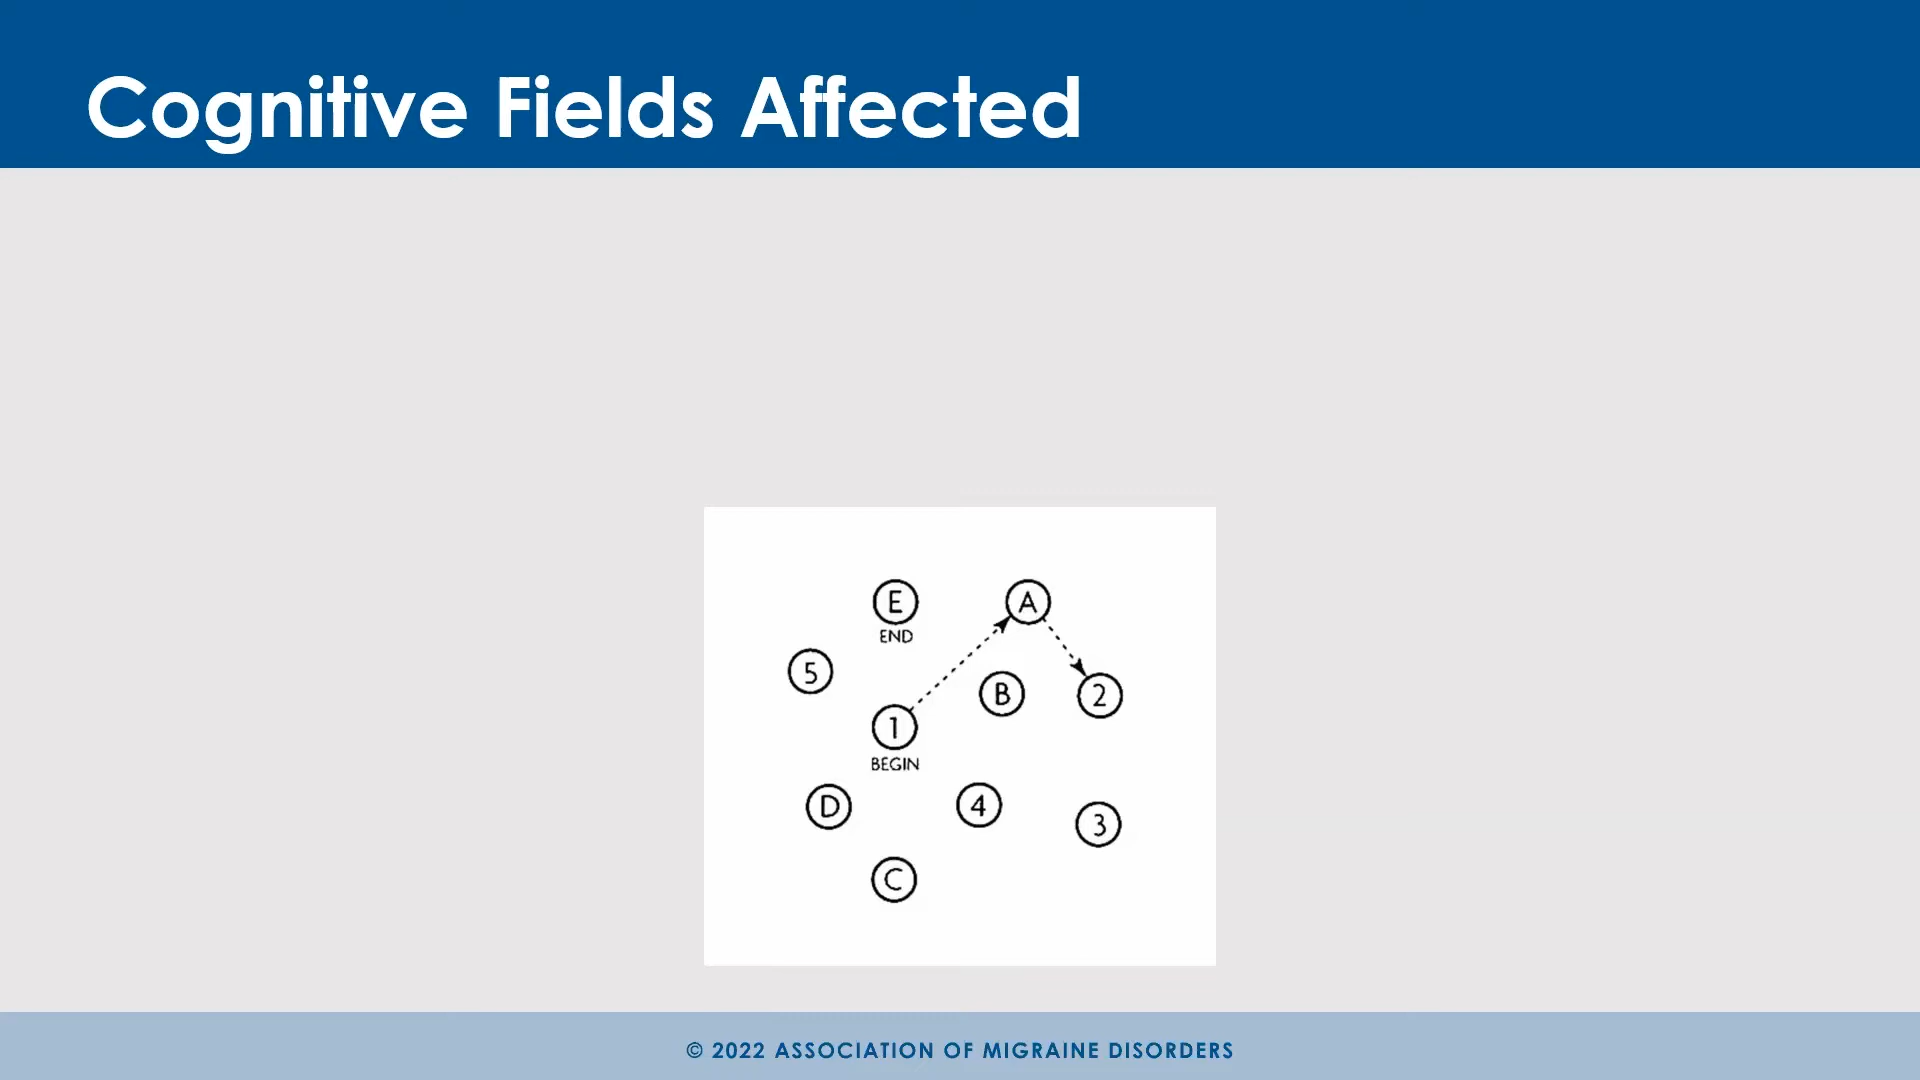 Cognitive Fields Affected
E A
END
5
B 2
1
BEGIN
D 4 3
C
© 2022 ASSOCIATION OF MIGRAINE DISORDERS